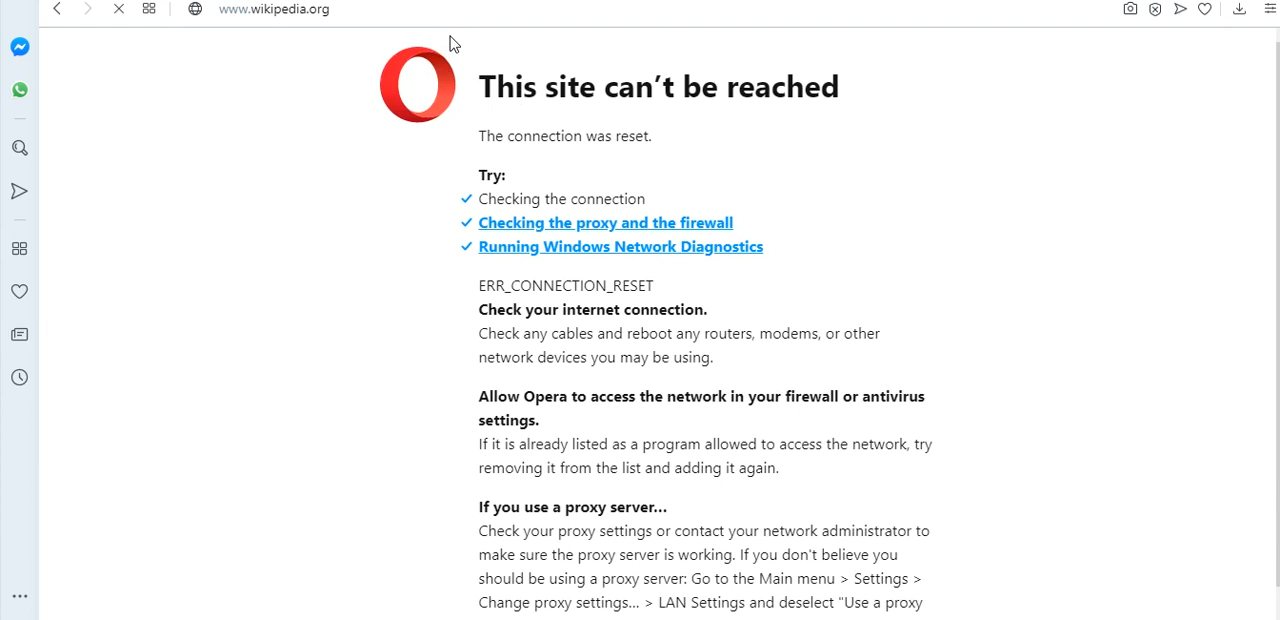 www.wikipedia.org
This site can’t be reached
The connection was reset.
Try:
Checking the connection
Checking the proxy and the firewall
Running Windows Network Diagnostics
ERR_CONNECTION_RESET
Check your internet connection.
Check any cables and reboot any routers, modems, or other
network devices you may be using.
Allow Opera to access the network in your firewall or antivirus
settings.
If it is already listed as a program allowed to access the network, try
removing it from the list and adding it again.
If you use a proxy server...
Check your proxy settings or contact your network administrator to
make sure the proxy server is working. If you don't believe you
should be using a proxy server: Go to the Main menu > Settings >
Change proxy settings... > LAN Settings and deselect "Use a proxy